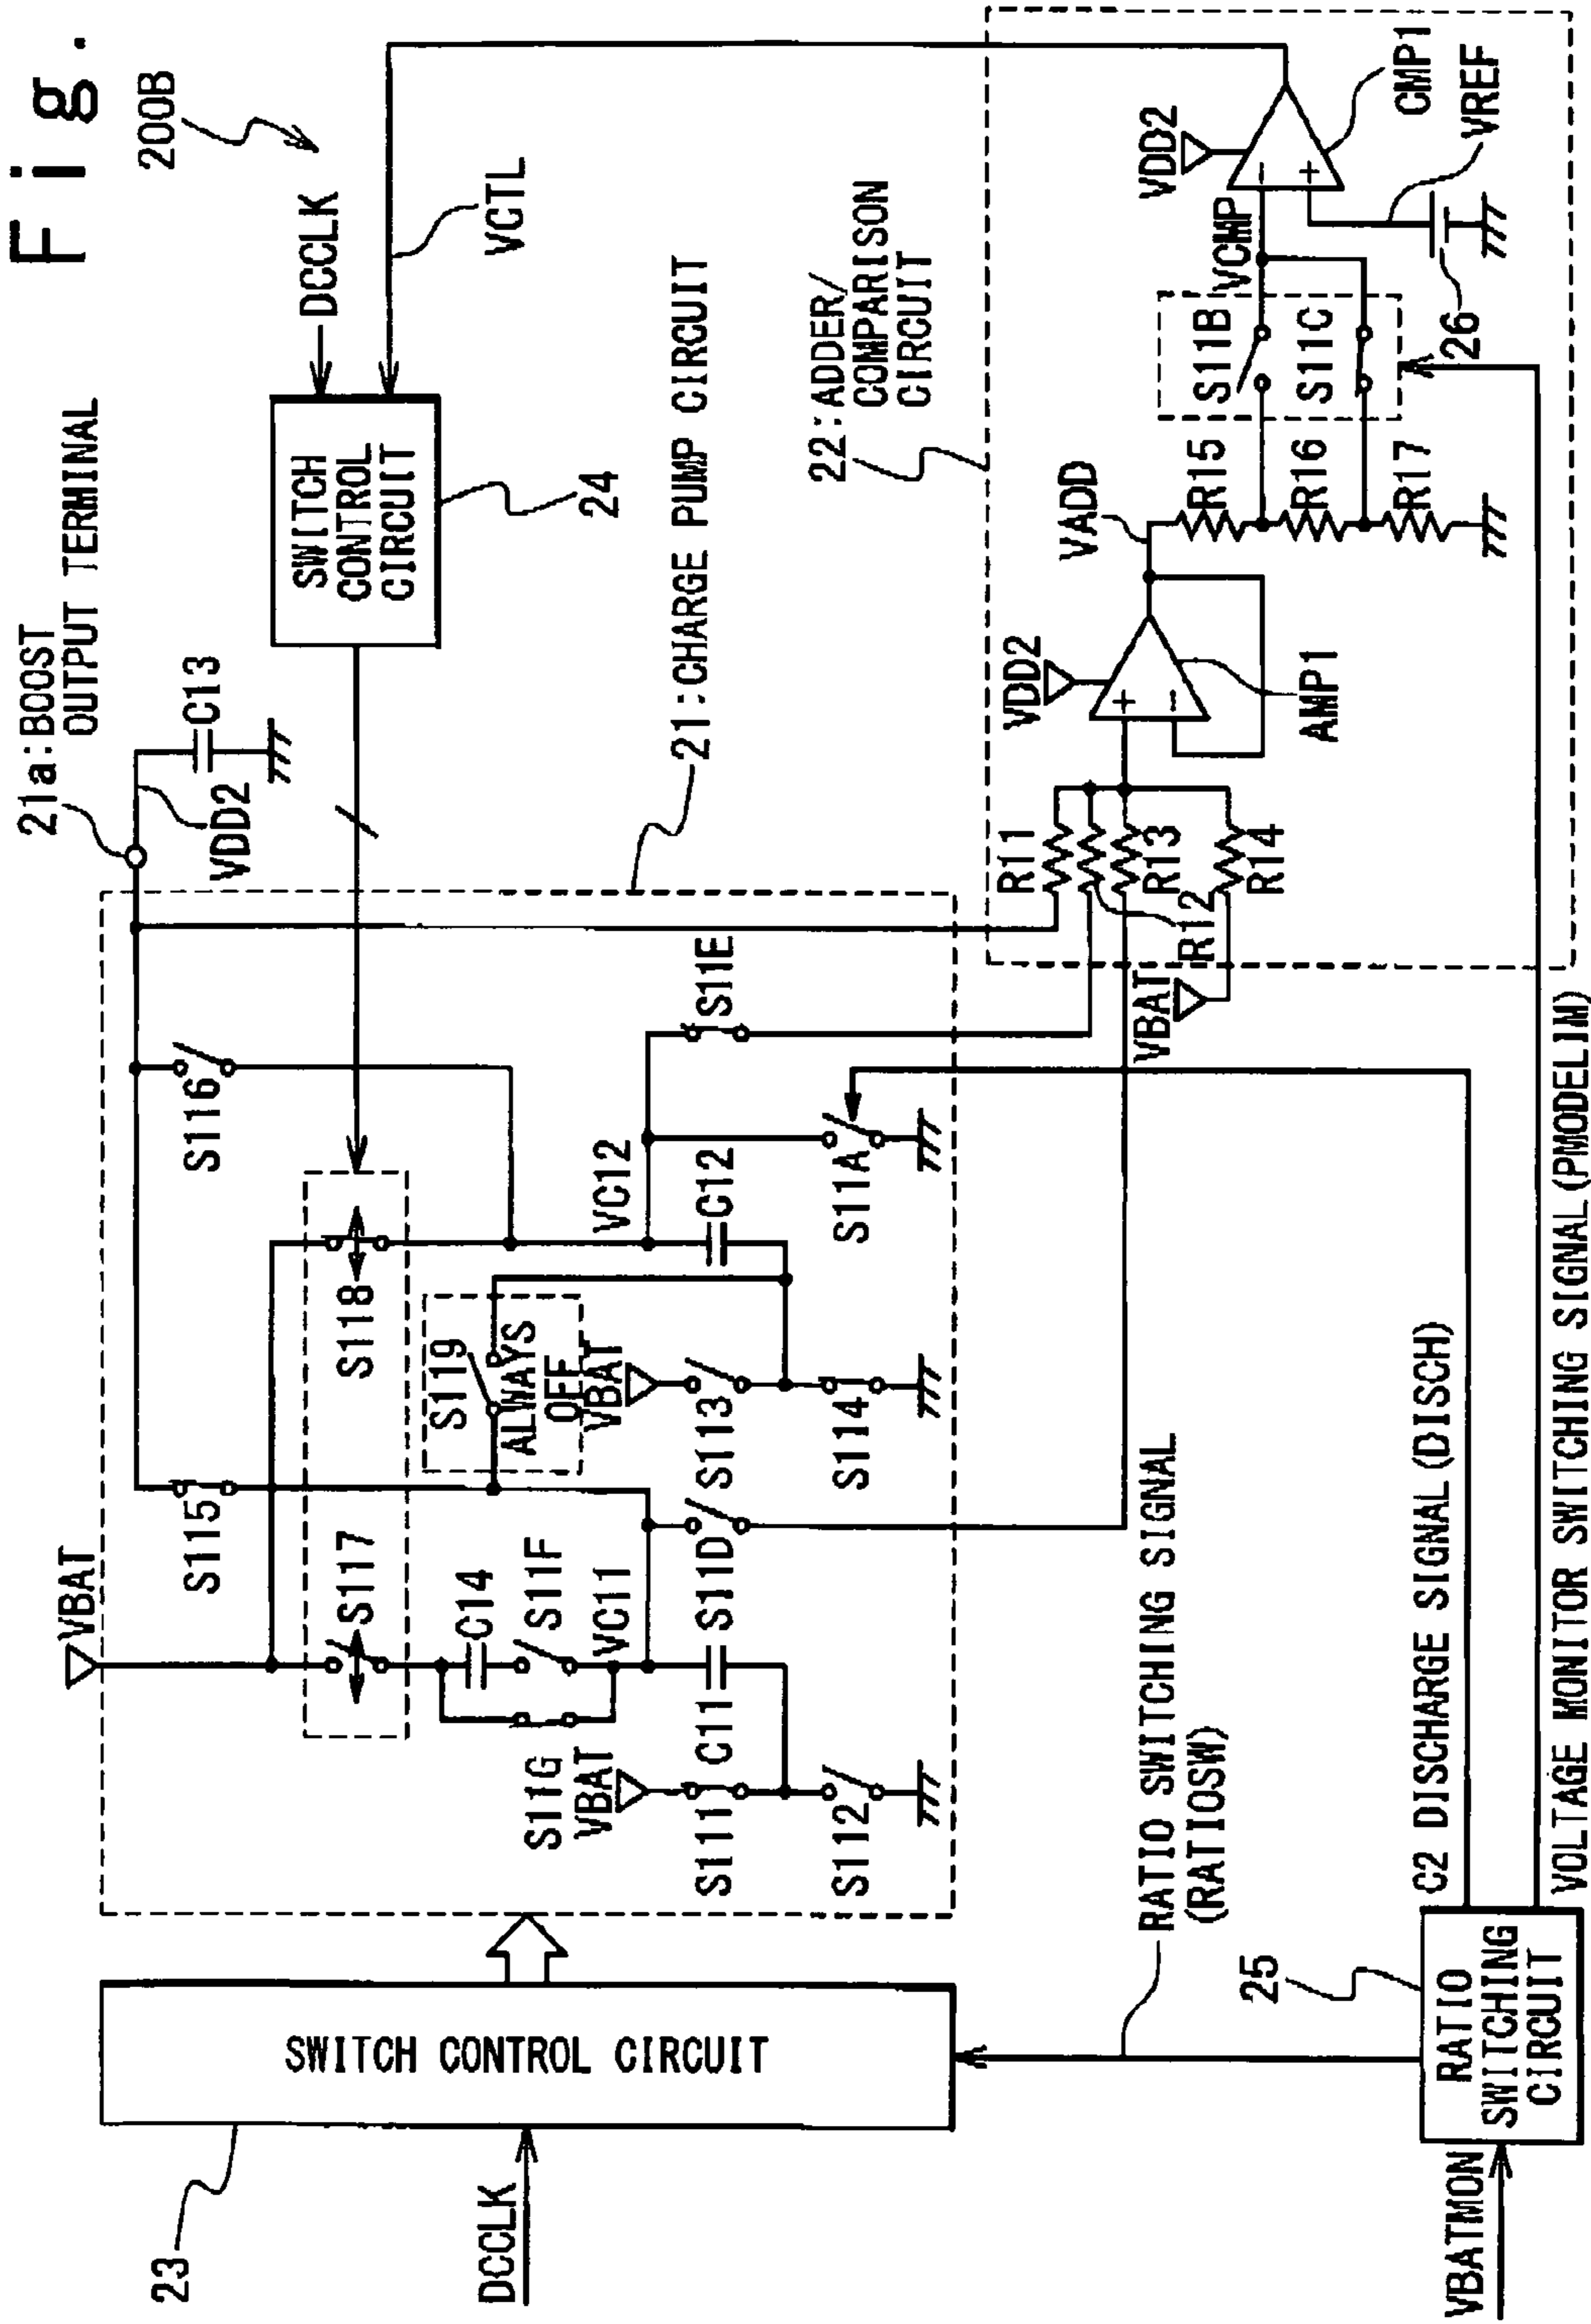 Fig.
200B
21a:BOOST
OUTPUT TERMINAL
VDD2
C13
SWITCH
CONTROL
CIRCUIT
24
DCCLK
VCTL
21:CHARGE PUMP CIRCUIT
VBAT
S115
S116
S117
S118
C14
S11F
S11G
VC11
S119
ALWAYS
OFF
VC12
VBAT
S111
C11
S11D
VBAT
S113
C12
S11E
S112
S114
S11A
23
SWITCH CONTROL CIRCUIT
DCCLK
RATIO SWITCHING SIGNAL
(RATIOSW)
25
RATIO
SWITCHING
CIRCUIT
VBATMON
C2 DISCHARGE SIGNAL(DISCH)
VOLTAGE MONITOR SWITCHING SIGNAL(PMODELIM)
22:ADDER/
COMPARISON
CIRCUIT
R11
R12
R13
R14
VBAT
VDD2
AMP1
VADD
R15
R16
R17
S11B
S11C
VCMP
VDD2
CMP1
VREF
26